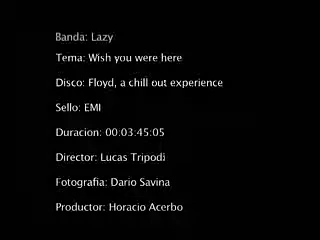 Banda: Lazy
Tema: Wish you were here
Disco: Floyd, a chill out experience
Sello: EMI
Duracion: 00:03:45:05
Director: Lucas Tripodi
Fotografia: Dario Savina
Productor: Horacio Acerbo